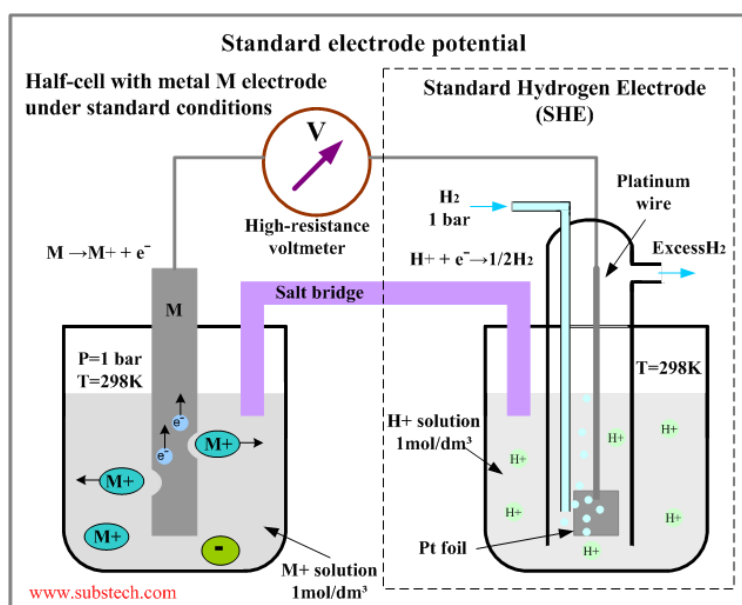 Standard electrode potential
Half-cell with metal M electrode
under standard conditions
Standard Hydrogen Electrode
(SHE)
V
High-resistance
voltmeter
H₂
1 bar
Platinum
wire
ExcessH₂
M →M+ + e⁻
H+ + e⁻→1/2H₂
M
Salt bridge
P=1 bar
T=298K
T=298K
e⁻
e⁻
M+
M+
M+
-
H+ solution
1mol/dm³
H+
H+
H+
H+
H+
H+
H+
Pt foil
M+ solution
1mol/dm³
www.substech.com